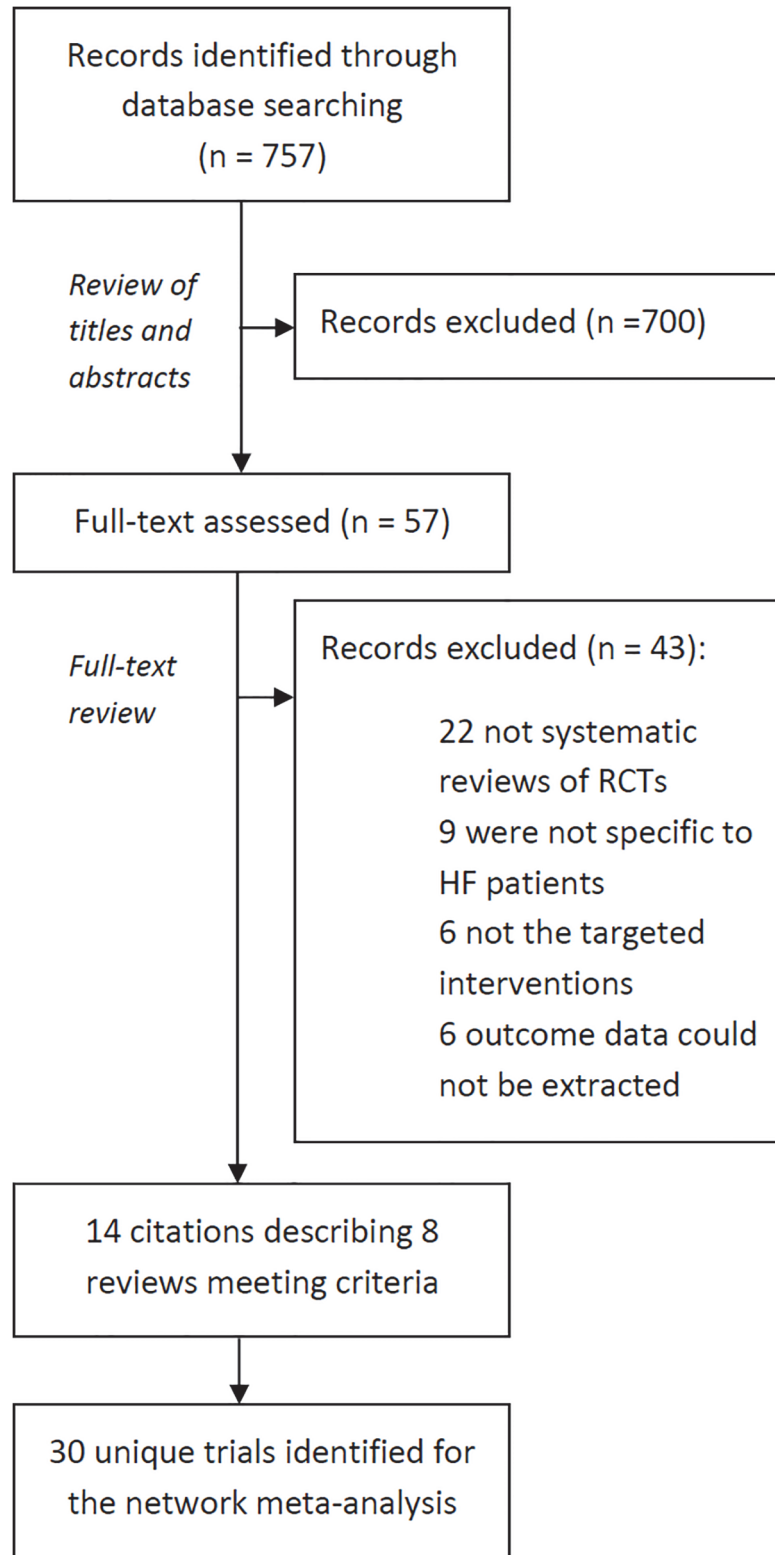 Records identified through
database searching
(n = 757)
Review of
titles and
abstracts
Records excluded (n =700)
Full-text assessed (n = 57)
Full-text
review
Records excluded (n = 43):
22 not systematic
reviews of RCTs
9 were not specific to
HF patients
6 not the targeted
interventions
6 outcome data could
not be extracted
14 citations describing 8
reviews meeting criteria
30 unique trials identified for
the network meta-analysis